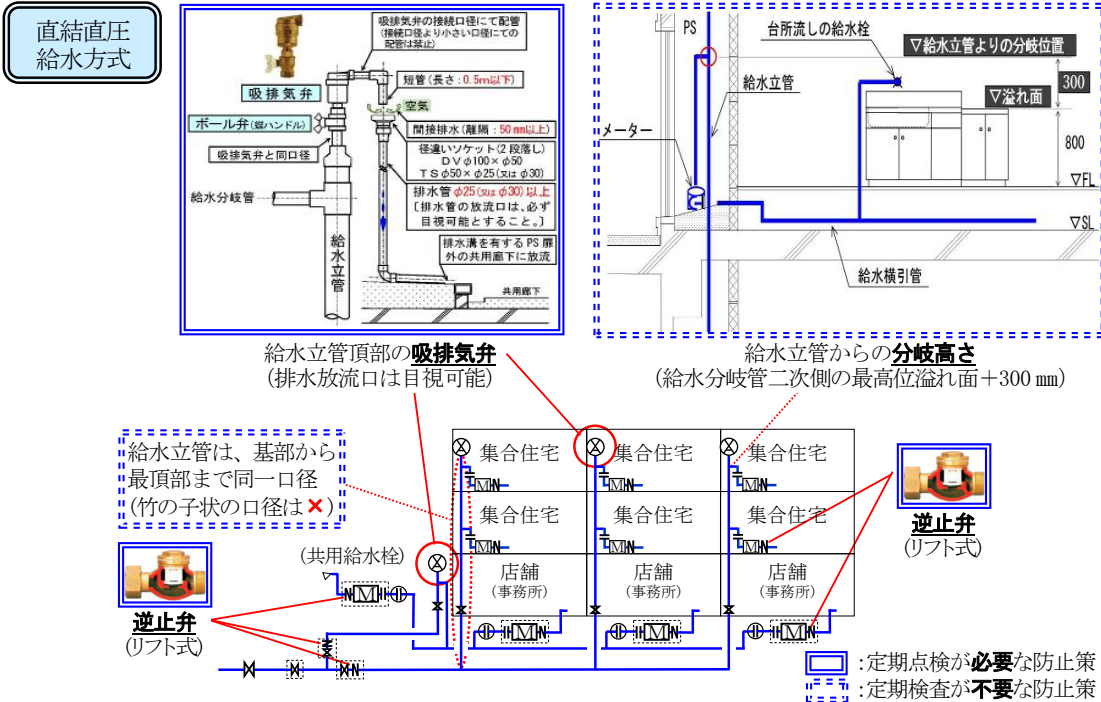 直結直圧
給水方式
吸排気弁の接続口径にて配管
(接続口径より小さい口径にての
配管は禁止)
短管(長さ:0.5m以下)
吸排気弁
空気
ボール弁(蝶ハンドル)
間接排水(離隔:50mm以上)
吸排気弁と同口径
径違いソケット(2段落し)
DVφ100×φ50
TSφ50×φ25(又はφ30)
給水分岐管
排水管φ25(又はφ30)以上
[排水管の放流口は、必ず
目視可能とすること。]
給水立管
排水溝を有するPS扉
外の共用廊下に放流
共用廊下
PS
台所流しの給水栓
▽給水立管よりの分岐位置
給水立管
300
▽溢れ面
メーター
800
▽FL
▽SL
給水横引管
給水立管頂部の吸排気弁
(排水放流口は目視可能)
給水立管からの分岐高さ
(給水分岐管二次側の最高位溢れ面+300㎜)
給水立管は、基部から
最頂部まで同一口径
(竹の子状の口径は×)
集合住宅
集合住宅
集合住宅
M N
M N
M N
集合住宅
集合住宅
集合住宅
M N
M N
M N
逆止弁
(リフト式)
(共用給水栓)
店舗
(事務所)
店舗
(事務所)
店舗
(事務所)
N M
逆止弁
(リフト式)
M N
M N
M N
:定期点検が必要な防止策
:定期検査が不要な防止策